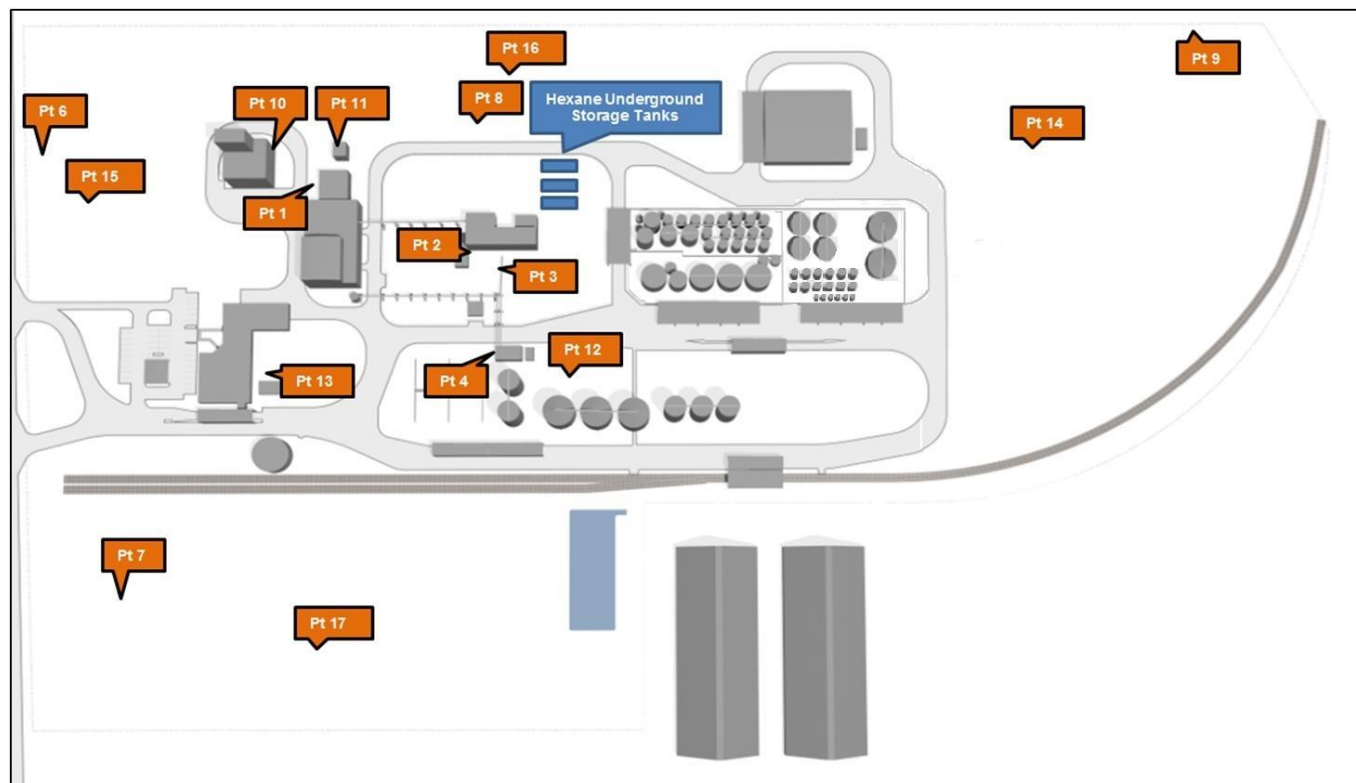 Pt 16
Pt 9
Pt 6
Pt 10
Pt 11
Pt 8
Hexane Underground
Storage Tanks
Pt 14
Pt 15
Pt 1
Pt 2
Pt 3
Pt 12
Pt 13
Pt 4
Pt 7
Pt 17